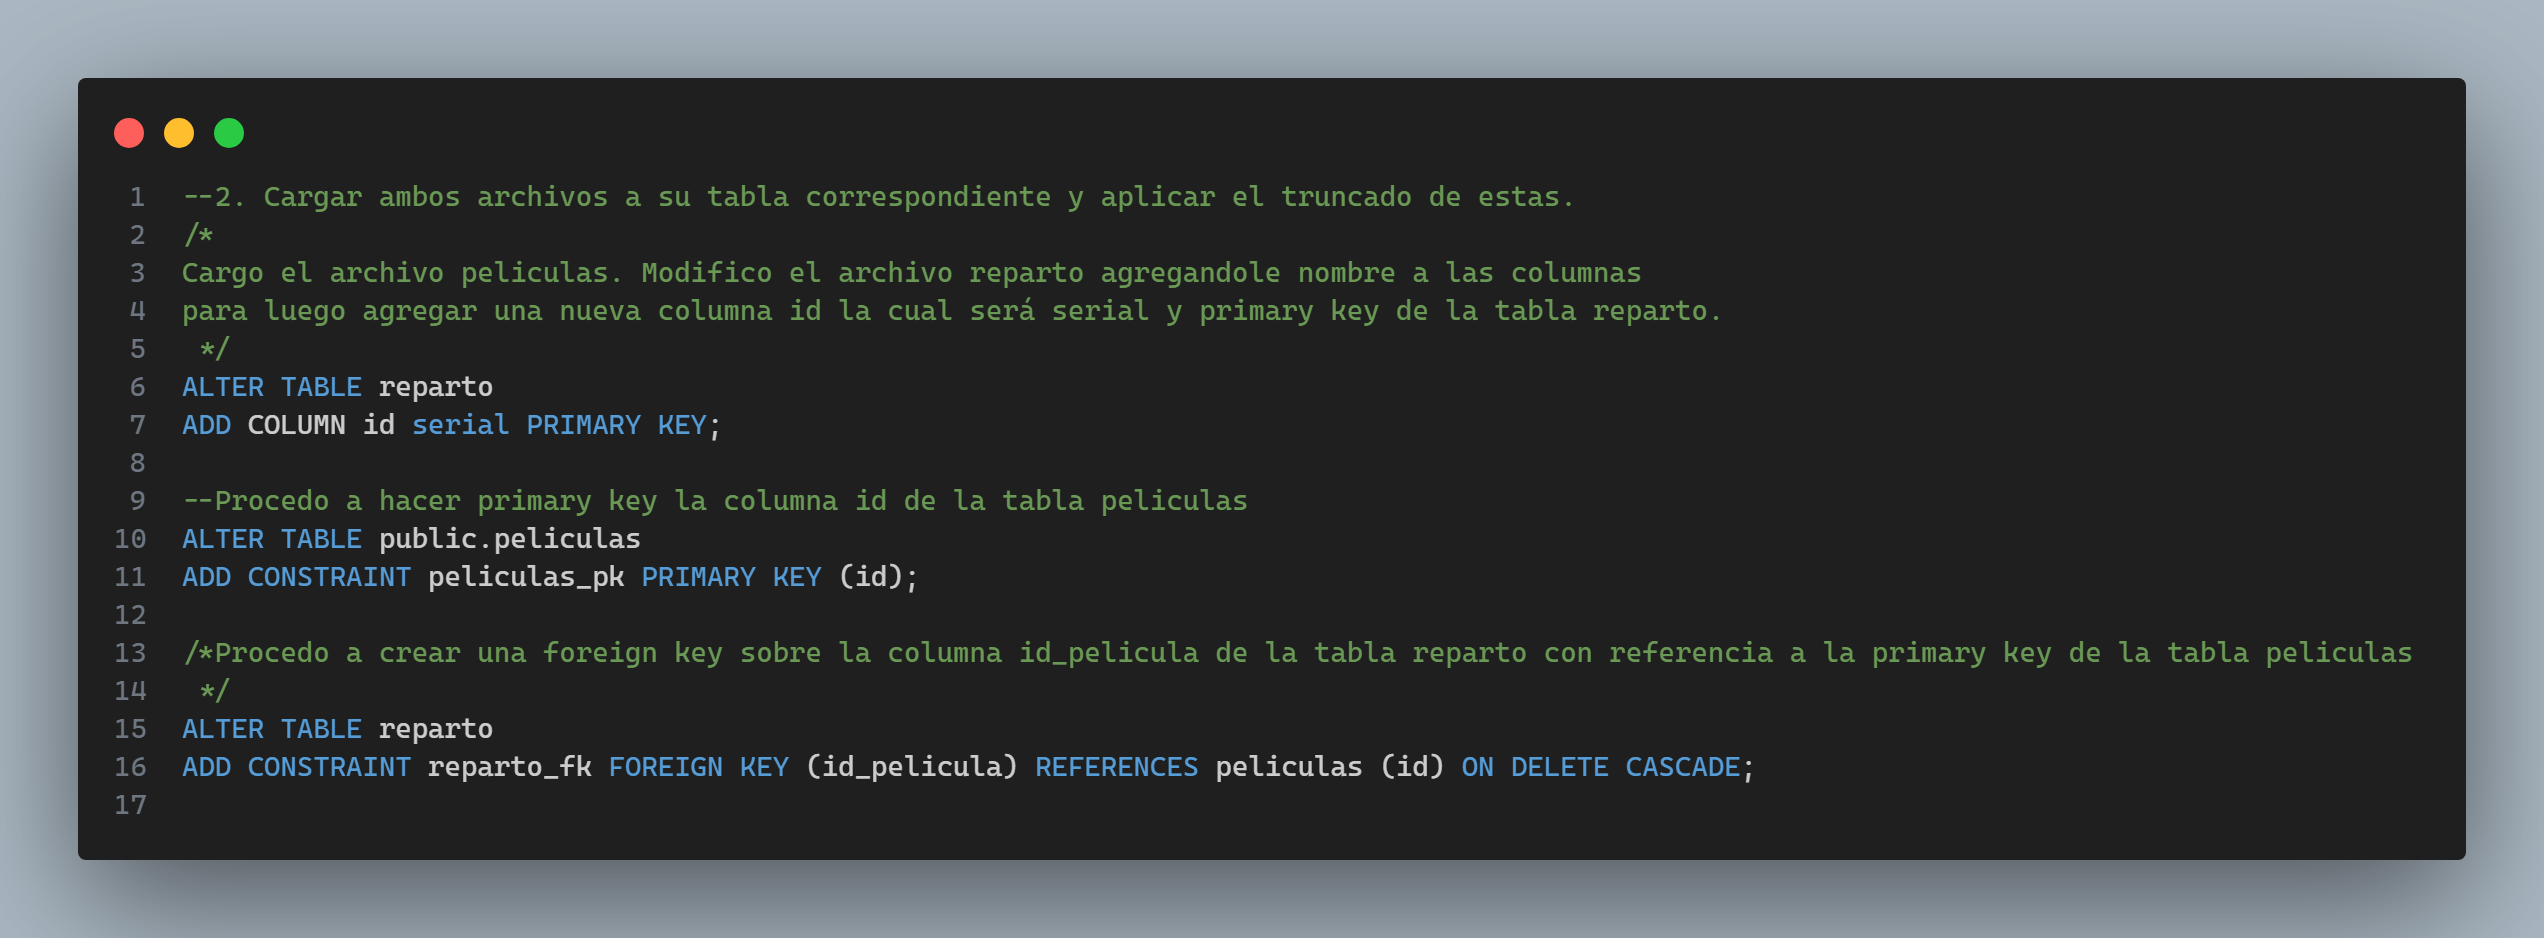 1 --2. Cargar ambos archivos a su tabla correspondiente y aplicar el truncado de estas.
2 /*
3 Cargo el archivo peliculas. Modifico el archivo reparto agregandole nombre a las columnas
4 para luego agregar una nueva columna id la cual será serial y primary key de la tabla reparto.
5  */
6 ALTER TABLE reparto
7 ADD COLUMN id serial PRIMARY KEY;
8
9 --Procedo a hacer primary key la columna id de la tabla peliculas
10 ALTER TABLE public.peliculas
11 ADD CONSTRAINT peliculas_pk PRIMARY KEY (id);
12
13 /*Procedo a crear una foreign key sobre la columna id_pelicula de la tabla reparto con referencia a la primary key de la tabla peliculas
14  */
15 ALTER TABLE reparto
16 ADD CONSTRAINT reparto_fk FOREIGN KEY (id_pelicula) REFERENCES peliculas (id) ON DELETE CASCADE;
17